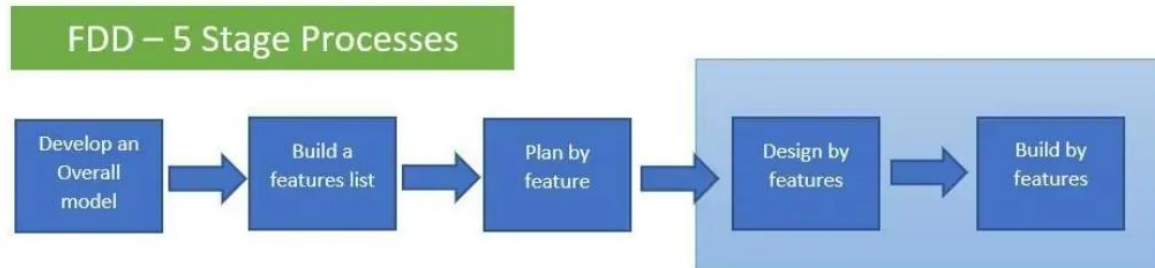 FDD – 5 Stage Processes
Develop an
Overall
model
Build a
features list
Plan by
feature
Design by
features
Build by
features